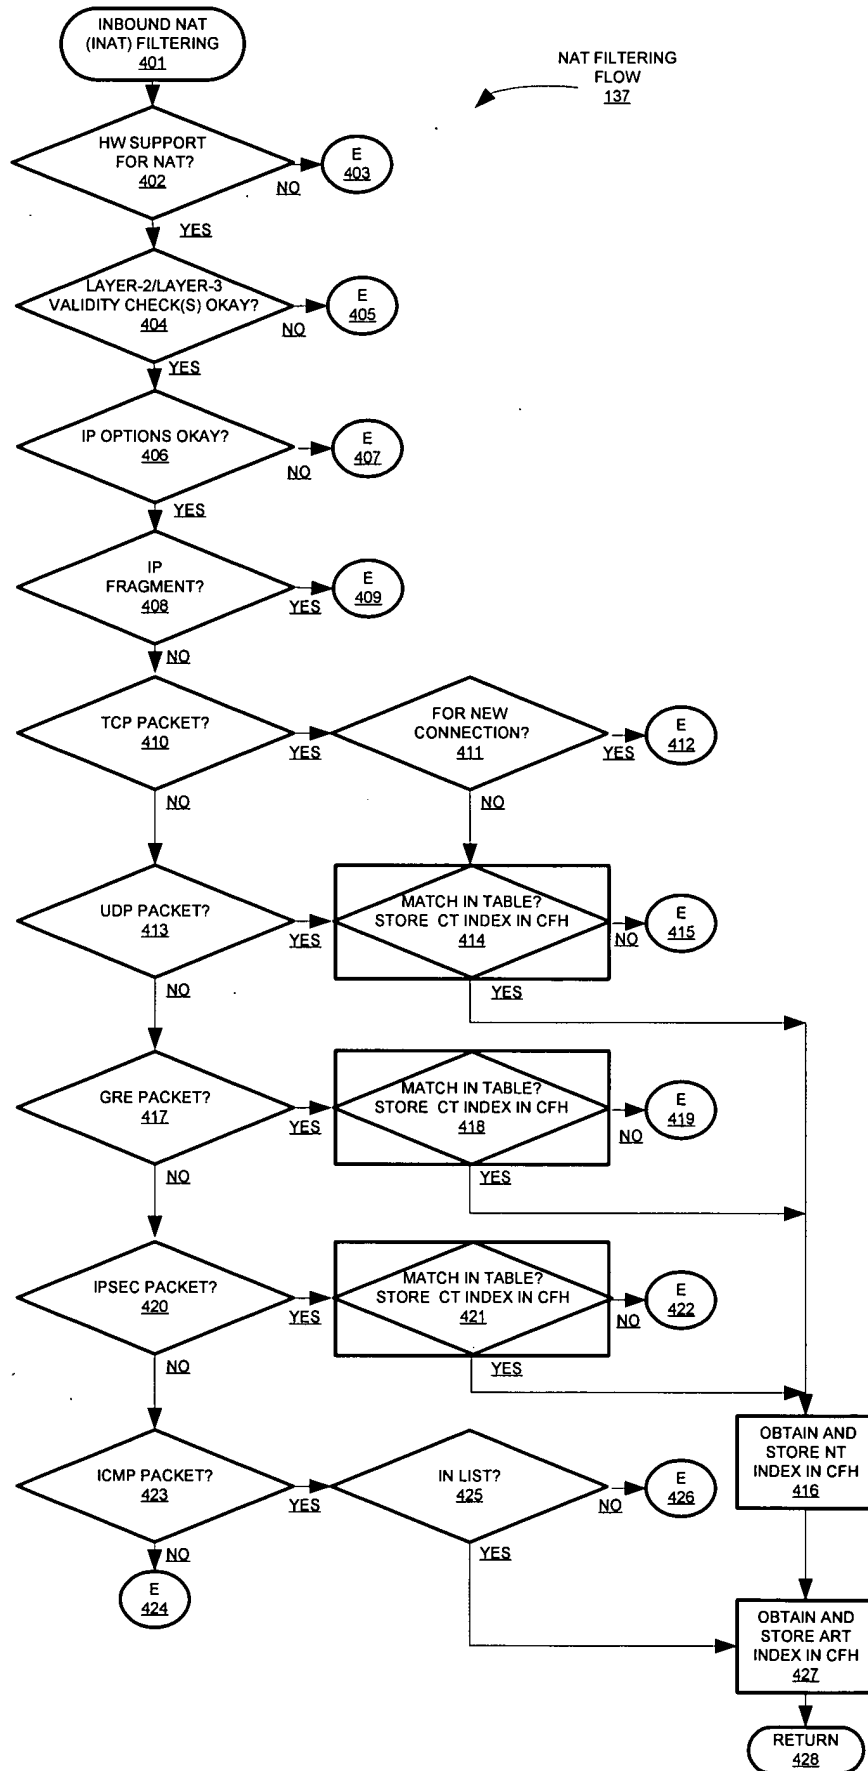 INBOUND NAT
(INAT) FILTERING
401
NAT FILTERING
FLOW
137
HW SUPPORT
FOR NAT?
402
NO
E
403
YES
LAYER-2/LAYER-3
VALIDITY CHECK(S) OKAY?
404
NO
E
405
YES
IP OPTIONS OKAY?
406
NO
E
407
YES
IP
FRAGMENT?
408
YES
E
409
NO
TCP PACKET?
410
YES
FOR NEW
CONNECTION?
411
YES
E
412
NO
NO
UDP PACKET?
413
YES
MATCH IN TABLE?
STORE CT INDEX IN CFH
414
NO
E
415
NO
YES
GRE PACKET?
417
YES
MATCH IN TABLE?
STORE CT INDEX IN CFH
418
NO
E
419
NO
YES
IPSEC PACKET?
420
YES
MATCH IN TABLE?
STORE CT INDEX IN CFH
421
NO
E
422
NO
YES
OBTAIN AND
STORE NT
INDEX IN CFH
416
ICMP PACKET?
423
YES
IN LIST?
425
NO
E
426
NO
YES
E
424
OBTAIN AND
STORE ART
INDEX IN CFH
427
RETURN
428